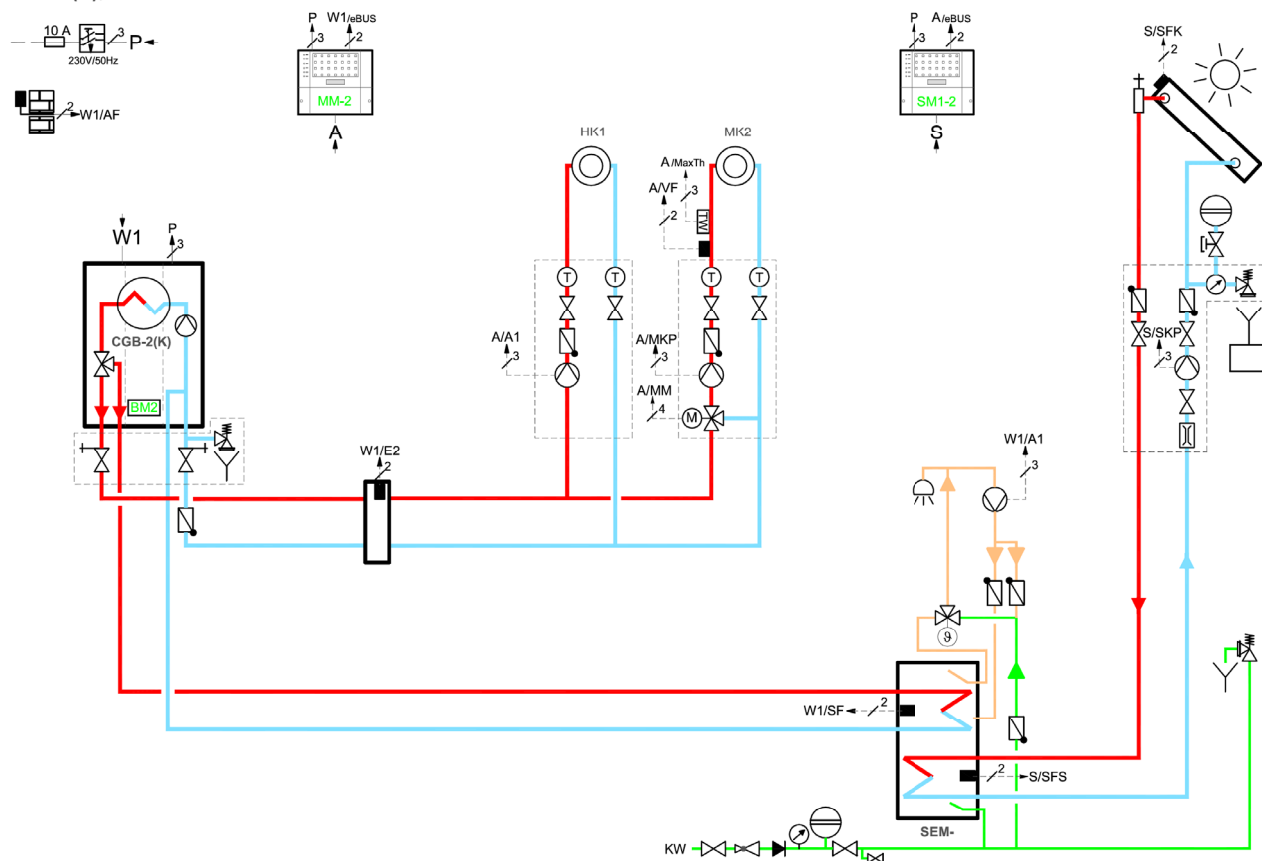 10 A
3
P
230V/50Hz
2
W1/AF
P
3
W1/eBUS
2
MM-2
A
P
3
A/eBUS
2
SM1-2
S
S/SFK
2
HK1
MK2
A/MaxTh
3
A/VF
2
TW
W1
P
3
CGB-2(K)
BM2
T
T
T
T
A/A1
3
A/MKP
3
A/MM
4
M
S/SKP
3
W1/E2
2
W1/A1
3
ϑ
W1/SF
2
2
S/SFS
SEM-
KW